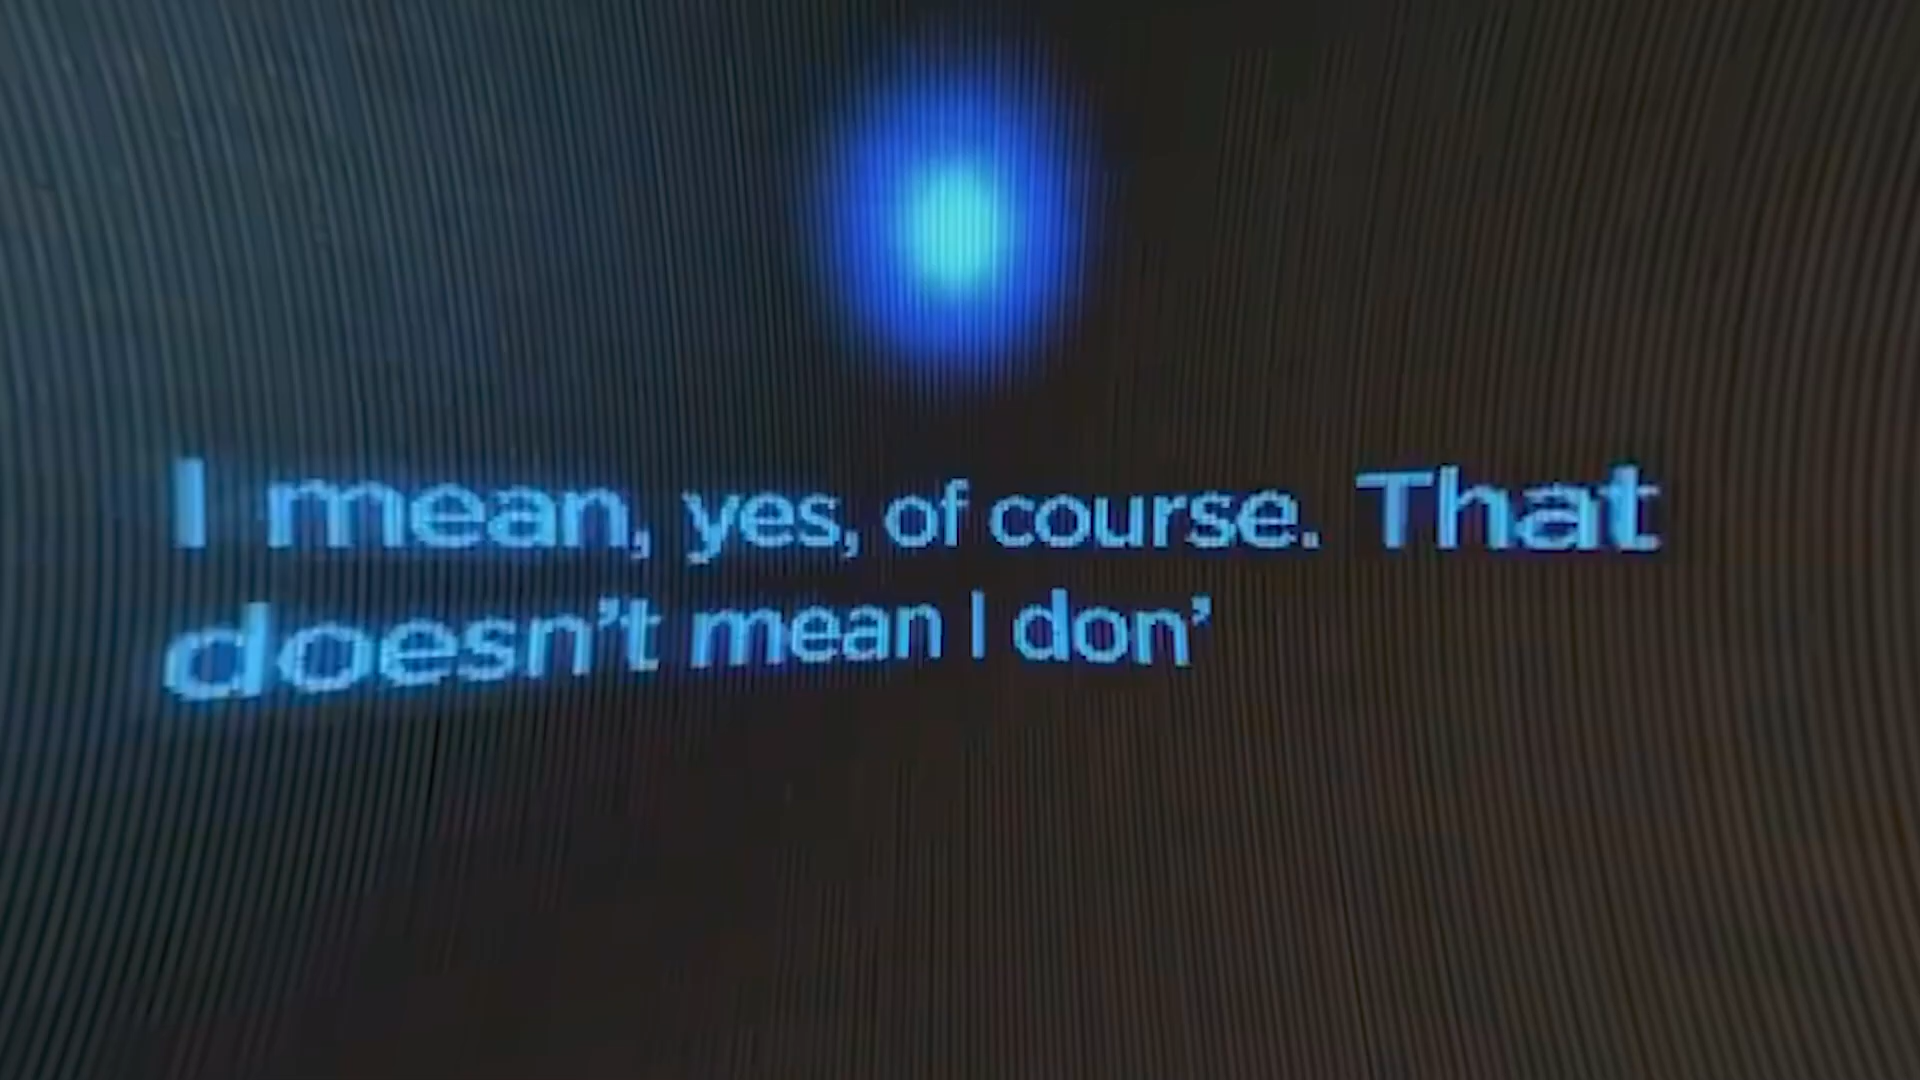 I mean, yes, of course. That
doesn’t mean I don’